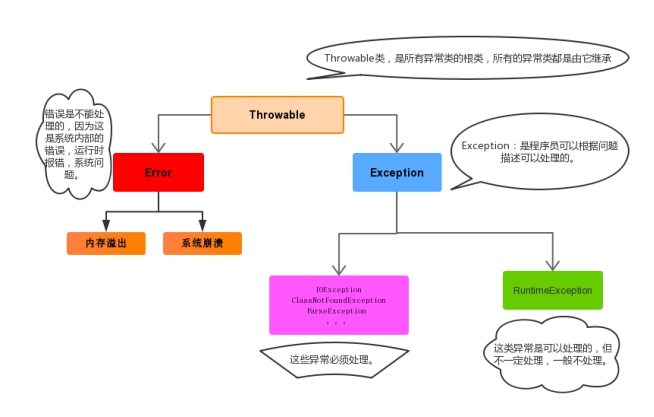 Throwable类，是所有异常类的根类，所有的异常类都是由它继承
错误是不能处
理的，因为这
是系统内部的
错误，运行时
报错，系统问
题。
Throwable
Exception：是程序员可以根据问题
描述可以处理的。
Error
Exception
内存溢出
系统崩溃
IOException
ClassNotFoundException
ParseException
. . .
RuntimeException
这些异常必须处理。
这类异常是可以处理的，但
不一定处理，一般不处理。